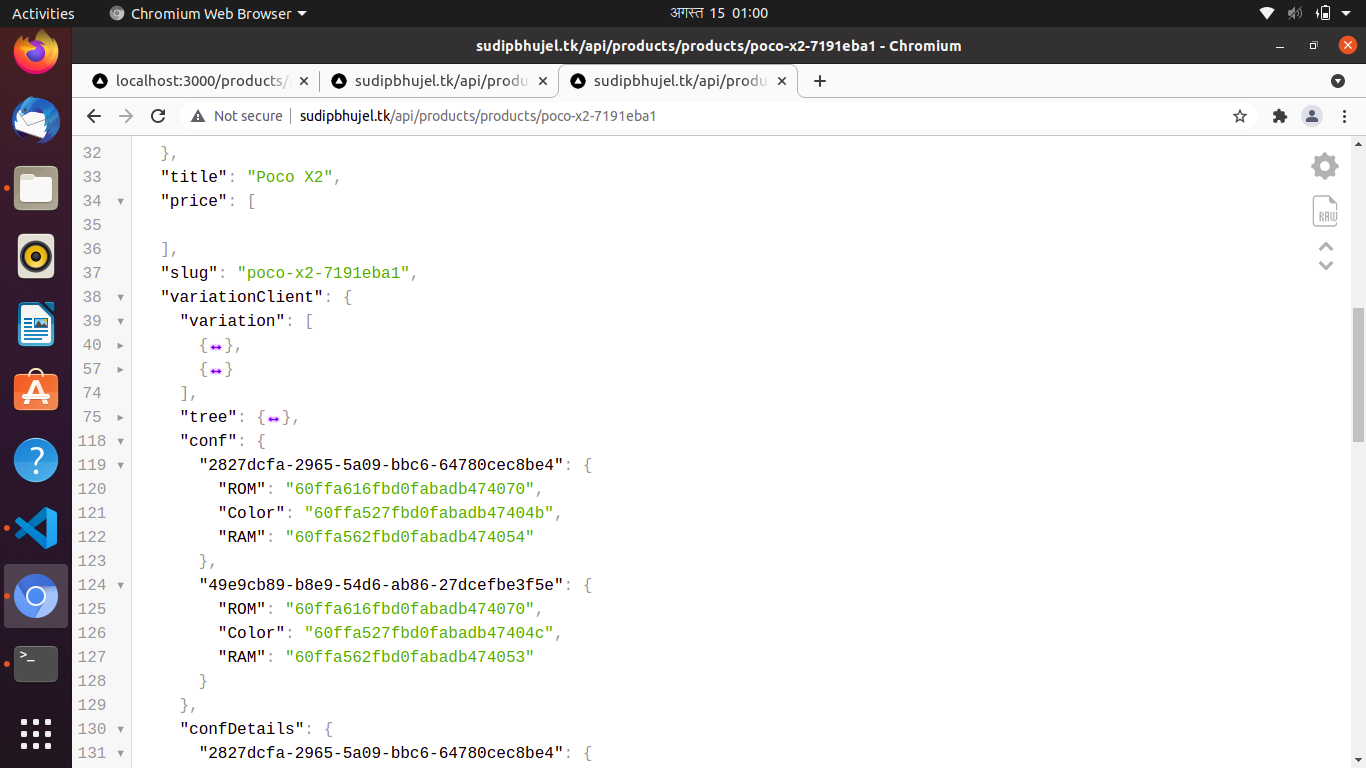 Activities Chromium Web Browser अगस्त 15 01:00
sudipbhujel.tk/api/products/products/poco-x2-7191eba1 - Chromium
localhost:3000/products/ sudipbhujel.tk/api/produ sudipbhujel.tk/api/produ
Not secure sudipbhujel.tk/api/products/products/poco-x2-7191eba1
32 },
33 "title": "Poco X2",
34 "price": [
35
36 ],
37 "slug": "poco-x2-7191eba1",
38 "variationClient": {
39 "variation": [
40 {↔},
57 {↔}
74 ],
75 "tree": {↔},
118 "conf": {
119 "2827dcfa-2965-5a09-bbc6-64780cec8be4": {
120 "ROM": "60ffa616fbd0fabadb474070",
121 "Color": "60ffa527fbd0fabadb47404b",
122 "RAM": "60ffa562fbd0fabadb474054"
123 },
124 "49e9cb89-b8e9-54d6-ab86-27dcefbe3f5e": {
125 "ROM": "60ffa616fbd0fabadb474070",
126 "Color": "60ffa527fbd0fabadb47404c",
127 "RAM": "60ffa562fbd0fabadb474053"
128 }
129 },
130 "confDetails": {
131 "2827dcfa-2965-5a09-bbc6-64780cec8be4": {
RAW